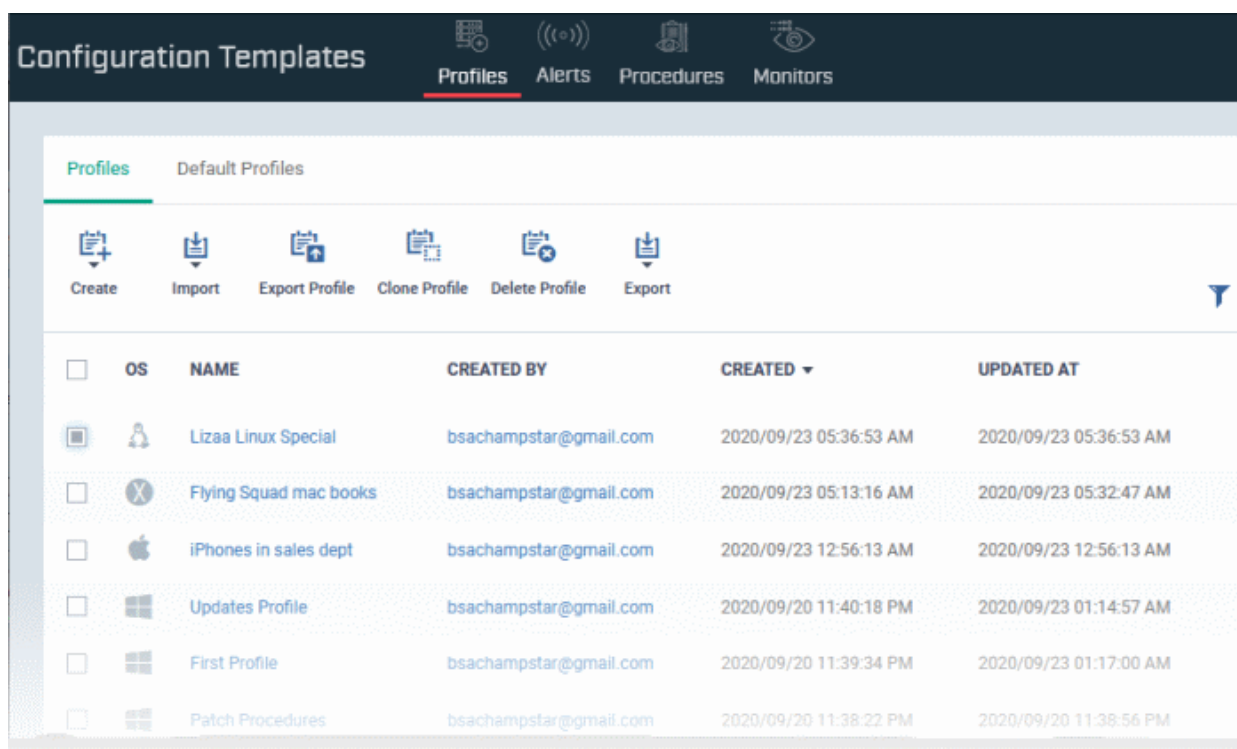 Configuration Templates
Profiles Alerts Procedures Monitors
Profiles Default Profiles
Create Import Export Profile Clone Profile Delete Profile Export
OS NAME CREATED BY CREATED UPDATED AT
Lizaa Linux Special bsachampstar@gmail.com 2020/09/23 05:36:53 AM 2020/09/23 05:36:53 AM
Flying Squad mac books bsachampstar@gmail.com 2020/09/23 05:13:16 AM 2020/09/23 05:32:47 AM
iPhones in sales dept bsachampstar@gmail.com 2020/09/23 12:56:13 AM 2020/09/23 12:56:13 AM
Updates Profile bsachampstar@gmail.com 2020/09/20 11:40:18 PM 2020/09/23 01:14:57 AM
First Profile bsachampstar@gmail.com 2020/09/20 11:39:34 PM 2020/09/23 01:17:00 AM
Patch Procedures bsachampstar@gmail.com 2020/09/20 11:38:22 PM 2020/09/20 11:38:56 PM